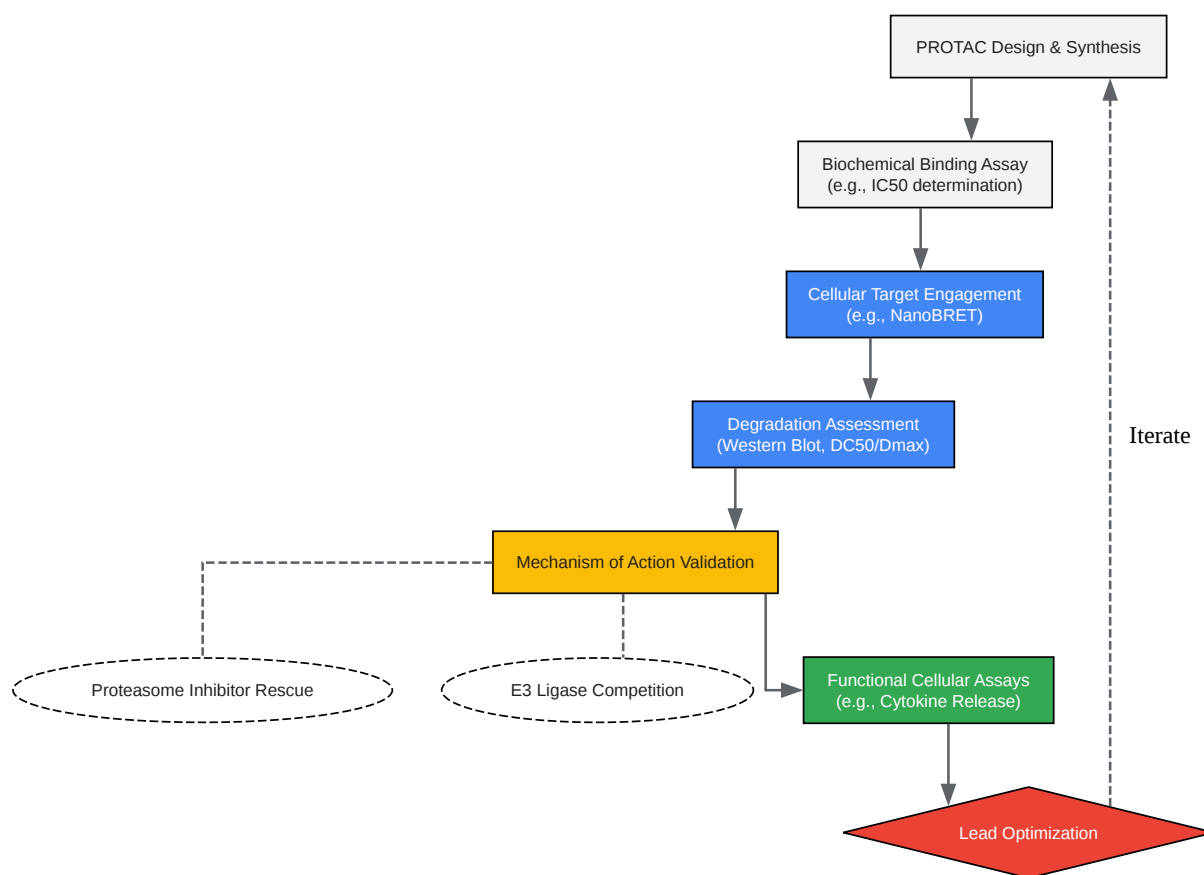 PROTAC Design & Synthesis
Biochemical Binding Assay
(e.g., IC50 determination)
Cellular Target Engagement
(e.g., NanoBRET)
Degradation Assessment
(Western Blot, DC50/Dmax)
Iterate
Mechanism of Action Validation
Proteasome Inhibitor Rescue
E3 Ligase Competition
Functional Cellular Assays
(e.g., Cytokine Release)
Lead Optimization